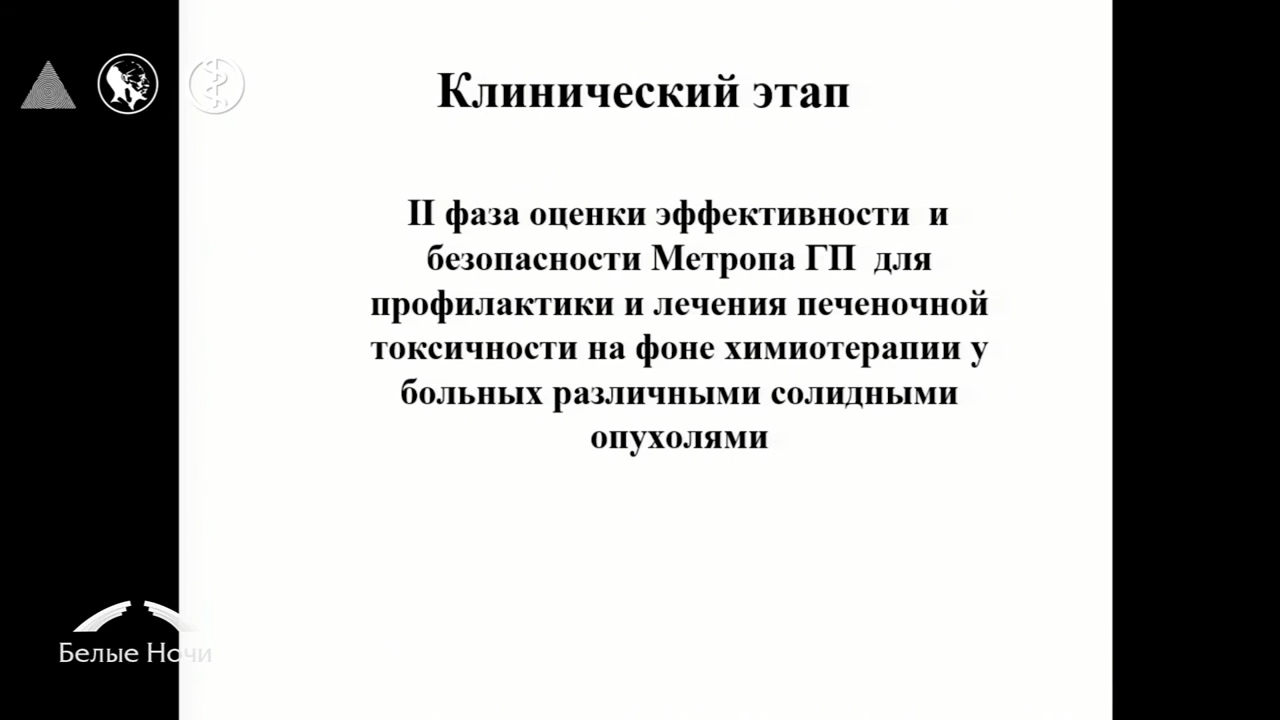 Клинический этап
II фаза оценки эффективности и
безопасности Метропа ГП для
профилактики и лечения печеночной
токсичности на фоне химиотерапии у
больных различными солидными
опухолями
Белые Ночи